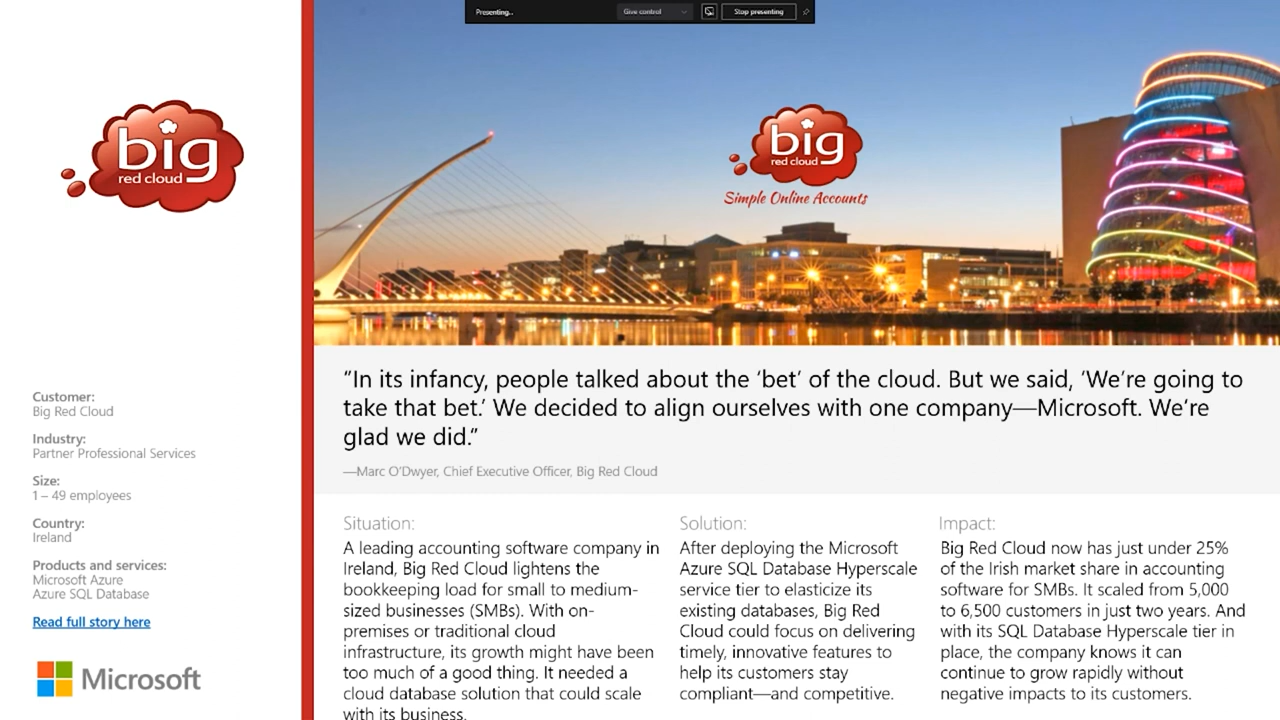 Presenting...
Give control
Stop presenting
big
red cloud
big
red cloud
Simple Online Accounts
Customer:
Big Red Cloud
Industry:
Partner Professional Services
Size:
1 – 49 employees
Country:
Ireland
Products and services:
Microsoft Azure
Azure SQL Database
Read full story here
Microsoft
“In its infancy, people talked about the ‘bet’ of the cloud. But we said, ‘We’re going to
take that bet.’ We decided to align ourselves with one company—Microsoft. We’re
glad we did.”
—Marc O’Dwyer, Chief Executive Officer, Big Red Cloud
Situation:
A leading accounting software company in
Ireland, Big Red Cloud lightens the
bookkeeping load for small to medium-
sized businesses (SMBs). With on-
premises or traditional cloud
infrastructure, its growth might have been
too much of a good thing. It needed a
cloud database solution that could scale
with its business.
Solution:
After deploying the Microsoft
Azure SQL Database Hyperscale
service tier to elasticize its
existing databases, Big Red
Cloud could focus on delivering
timely, innovative features to
help its customers stay
compliant—and competitive.
Impact:
Big Red Cloud now has just under 25%
of the Irish market share in accounting
software for SMBs. It scaled from 5,000
to 6,500 customers in just two years. And
with its SQL Database Hyperscale tier in
place, the company knows it can
continue to grow rapidly without
negative impacts to its customers.